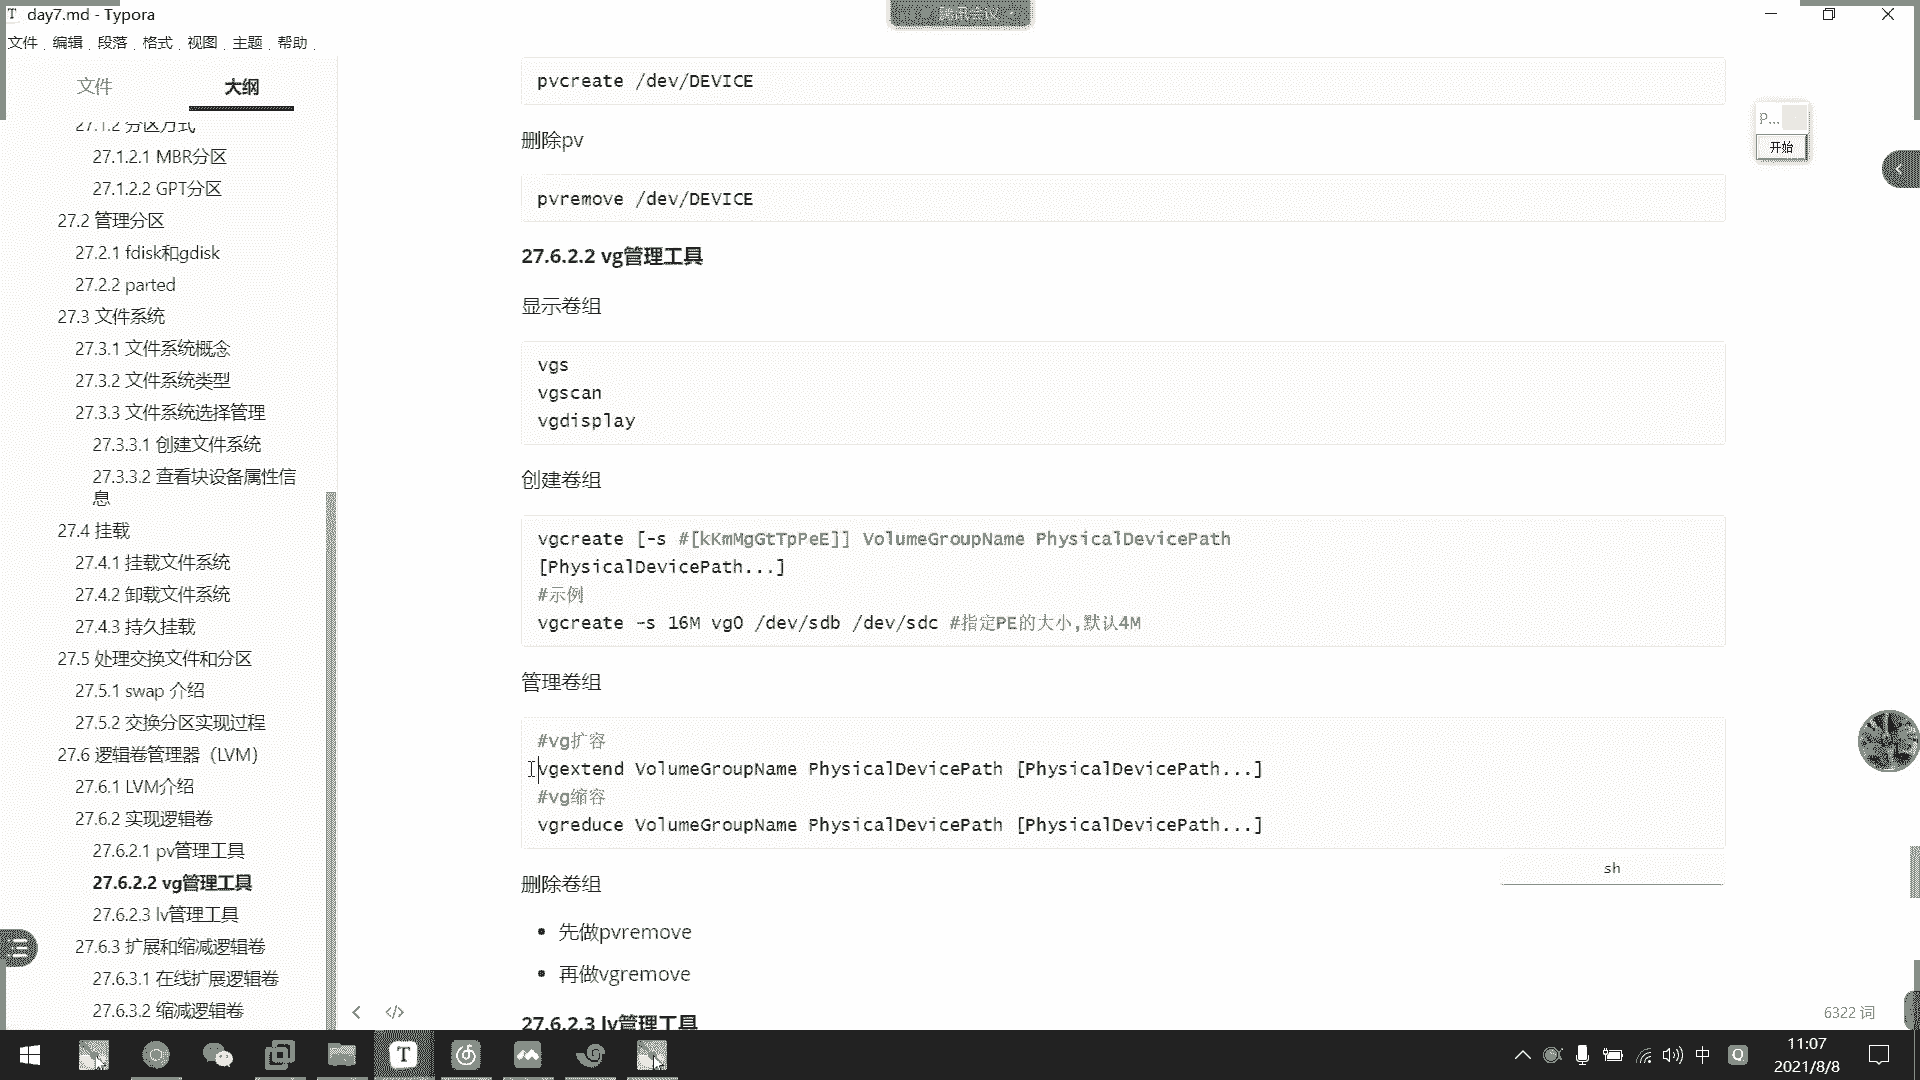 day7.md - Typora
腾讯会议
文件 编辑 段落 格式 视图 主题 帮助
文件 大纲
27.1.2 分区方式
27.1.2.1 MBR分区
27.1.2.2 GPT分区
27.2 管理分区
27.2.1 fdisk和gdisk
27.2.2 parted
27.3 文件系统
27.3.1 文件系统概念
27.3.2 文件系统类型
27.3.3 文件系统选择管理
27.3.3.1 创建文件系统
27.3.3.2 查看块设备属性信
息
27.4 挂载
27.4.1 挂载文件系统
27.4.2 卸载文件系统
27.4.3 持久挂载
27.5 处理交换文件和分区
27.5.1 swap 介绍
27.5.2 交换分区实现过程
27.6 逻辑卷管理器（LVM）
27.6.1 LVM介绍
27.6.2 实现逻辑卷
27.6.2.1 pv管理工具
27.6.2.2 vg管理工具
27.6.2.3 lv管理工具
27.6.3 扩展和缩减逻辑卷
27.6.3.1 在线扩展逻辑卷
27.6.3.2 缩减逻辑卷
pvcreate /dev/DEVICE
删除pv
pvremove /dev/DEVICE
27.6.2.2 vg管理工具
显示卷组
vgs
vgscan
vgdisplay
创建卷组
vgcreate [-s #[kKmMgGtTpPeE]] VolumeGroupName PhysicalDevicePath
[PhysicalDevicePath...]
#示例
vgcreate -s 16M vg0 /dev/sdb /dev/sdc #指定PE的大小,默认4M
管理卷组
#vg扩容
vgextend VolumeGroupName PhysicalDevicePath [PhysicalDevicePath...]
#vg缩容
vgreduce VolumeGroupName PhysicalDevicePath [PhysicalDevicePath...]
sh
删除卷组
先做pvremove
再做vgremove
27.6.2.3 lv管理工具
P...
开始
6322 词
中
11:07
2021/8/8